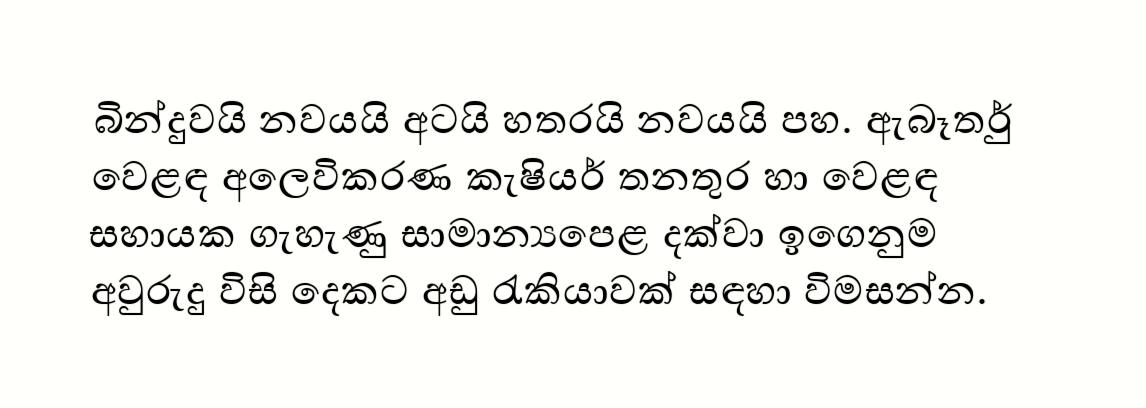 බින්දුවයි නවයයි අටයි හතරයි නවයයි පහ. ඇබෑර්තු
වෙළඳ අලෙවිකරණ කැෂියර් තනතුර හා වෙළඳ
සහායක ගැහැණු සාමාන්‍යපෙළ දක්වා ඉගෙනුම
අවුරුදු විසි දෙකට අඩු රැකියාවක් සඳහා විමසන්න.